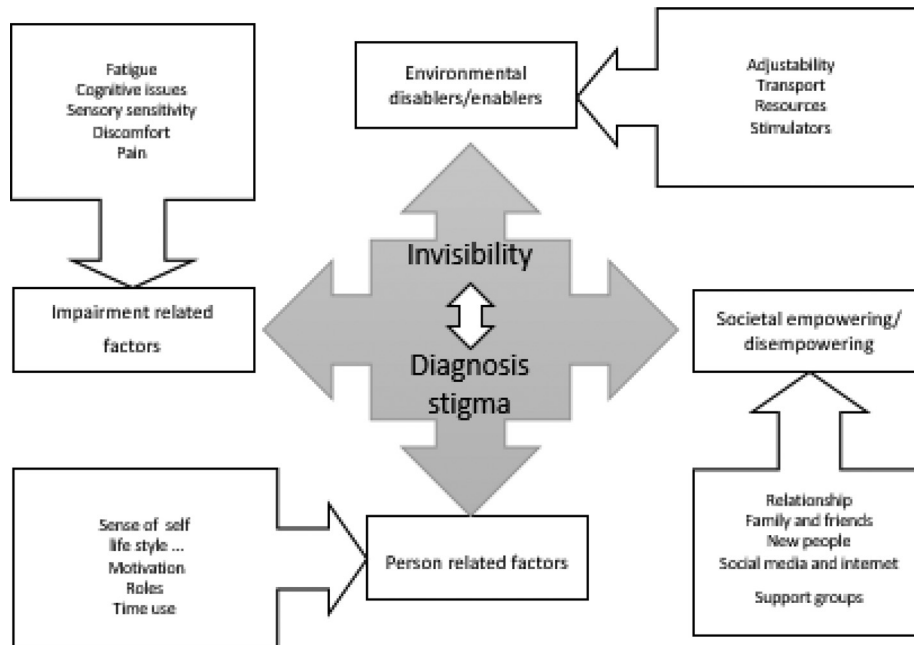 Fatigue
Cognitive issues
Sensory sensitivity
Discomfort
Pain
Environmental
disablers/enablers
Adjustability
Transport
Resources
Stimulators
Invisibility
Impairment related
factors
Societal empowering/
disempowering
Diagnosis
stigma
Sense of self
life style ...
Motivation
Roles
Time use
Person related factors
Relationship
Family and friends
New people
Social media and internet
Support groups